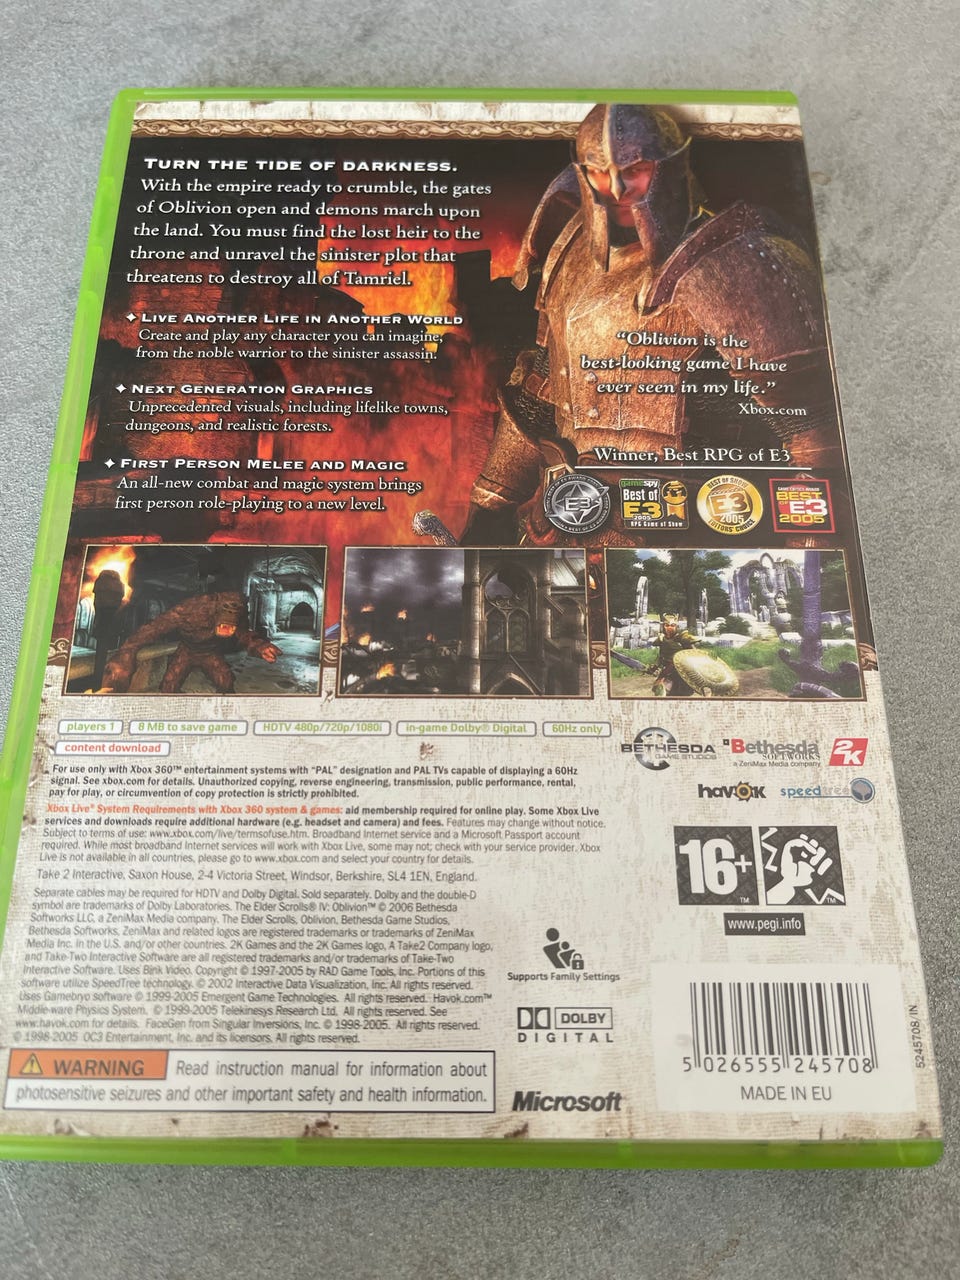 TURN THE TIDE OF DARKNESS.
With the empire ready to crumble, the gates
of Oblivion open and demons march upon
the land. You must find the lost heir to the
throne and unravel the sinister plot that
threatens to destroy all of Tamriel.
LIVE ANOTHER LIFE IN ANOTHER WORLD
Create and play any character you can imagine,
from the noble warrior to the sinister assassin.
NEXT GENERATION GRAPHICS
Unprecedented visuals, including lifelike towns,
dungeons, and realistic forests.
FIRST PERSON MELEE AND MAGIC
An all-new combat and magic system brings
first person role-playing to a new level.
"Oblivion is the
best-looking game I have
ever seen in my life."
Xbox.com
Winner, Best RPG of E3
E3
gamespy
Best of
E3
2005
RPG Game of Show
BEST OF SHOW
E3
2005
EDITORS' CHOICE
GAME CRITICS AWARDS
BEST
OF E3
2005
players 1
8 MB to save game
HDTV 480p/720p/1080i
in-game Dolby® Digital
60Hz only
content download
For use only with Xbox 360™ entertainment systems with "PAL" designation and PAL TVs capable of displaying a 60Hz
signal. See xbox.com for details. Unauthorized copying, reverse engineering, transmission, public performance, rental,
pay for play, or circumvention of copy protection is strictly prohibited.
Xbox Live® System Requirements with Xbox 360 system & games: aid membership required for online play. Some Xbox Live
services and downloads require additional hardware (e.g. headset and camera) and fees. Features may change without notice.
Subject to terms of use: www.xbox.com/live/termsofuse.htm. Broadband Internet service and a Microsoft Passport account
required. While most broadband Internet services will work with Xbox Live, some may not; check with your service provider. Xbox
Live is not available in all countries, please go to www.xbox.com and select your country for details.
Take 2 Interactive, Saxon House, 2-4 Victoria Street, Windsor, Berkshire, SL4 1EN, England.
Separate cables may be required for HDTV and Dolby Digital. Sold separately. Dolby and the double-D
symbol are trademarks of Dolby Laboratories. The Elder Scrolls® IV: Oblivion™ © 2006 Bethesda
Softworks LLC, a ZeniMax Media company. The Elder Scrolls, Oblivion, Bethesda Game Studios,
Bethesda Softworks, ZeniMax and related logos are registered trademarks or trademarks of ZeniMax
Media Inc. in the U.S. and/or other countries. 2K Games and the 2K Games logo, A Take2 Company logo,
and Take-Two Interactive Software are all registered trademarks and/or trademarks of Take-Two
Interactive Software. Uses Bink Video. Copyright © 1997-2005 by RAD Game Tools, Inc. Portions of this
software utilize SpeedTree technology. © 2002 Interactive Data Visualization, Inc. All rights reserved.
Uses Gamebryo software © 1999-2005 Emergent Game Technologies. All rights reserved. Havok.com™
Middle-ware Physics System. © 1999-2005 Telekinesys Research Ltd. All rights reserved. See
www.havok.com for details. FaceGen from Singular Inversions, Inc. © 1998-2005. All rights reserved.
© 1998-2005 OC3 Entertainment, Inc. and its licensors. All rights reserved.
WARNING
Read instruction manual for information about
photosensitive seizures and other important safety and health information.
BETHESDA
GAME STUDIOS
Bethesda
SOFTWORKS
a ZeniMax Media company
2K
havok
speedtree
16+
TM
TM
www.pegi.info
Supports Family Settings
DOLBY
DIGITAL
Microsoft
5 026555 245708
MADE IN EU
5245708/IN